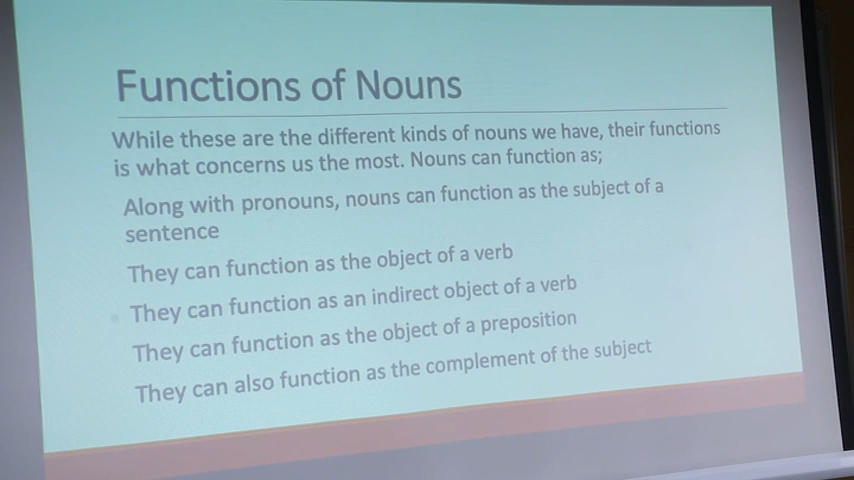 Functions of Nouns
While these are the different kinds of nouns we have, their functions
is what concerns us the most. Nouns can function as;
Along with pronouns, nouns can function as the subject of a
sentence
They can function as the object of a verb
They can function as an indirect object of a verb
They can function as the object of a preposition
They can also function as the complement of the subject